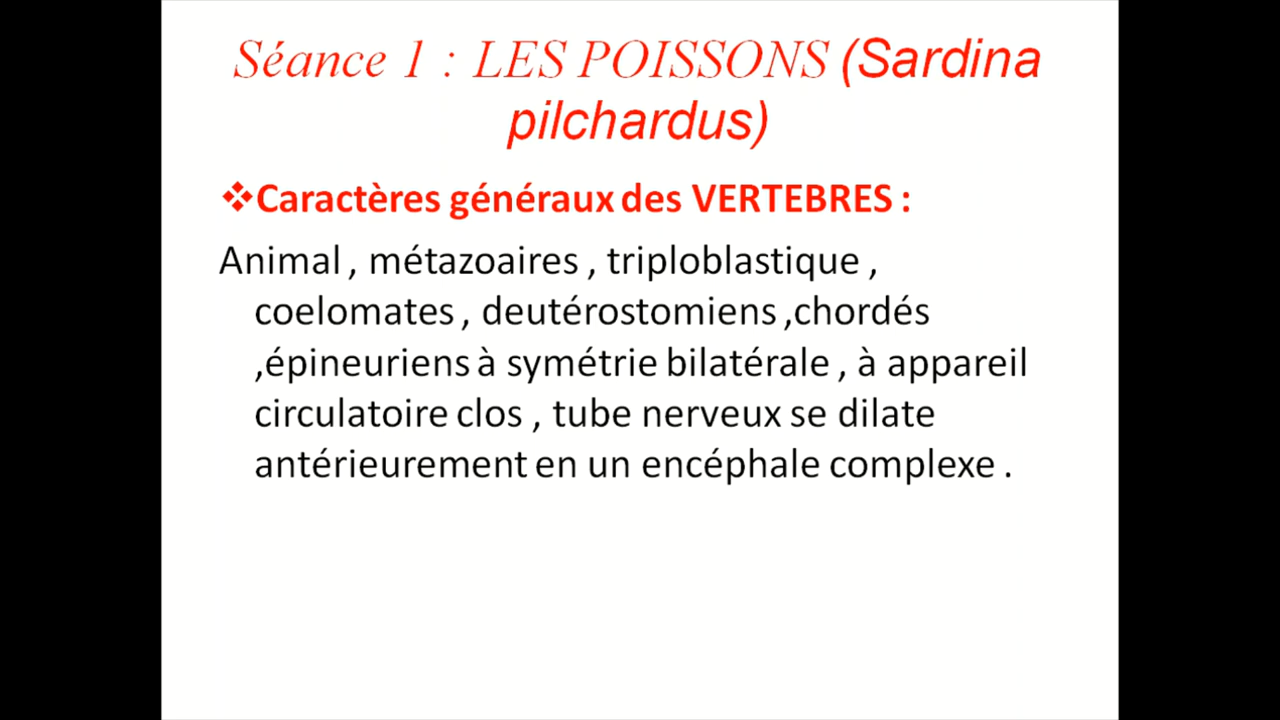 Séance 1 : LES POISSONS (Sardina
pilchardus)
❖Caractères généraux des VERTEBRES :
Animal , métazoaires , triploblastique ,
coelomates , deutérostomiens ,chordés
,épineuriens à symétrie bilatérale , à appareil
circulatoire clos , tube nerveux se dilate
antérieurement en un encéphale complexe .